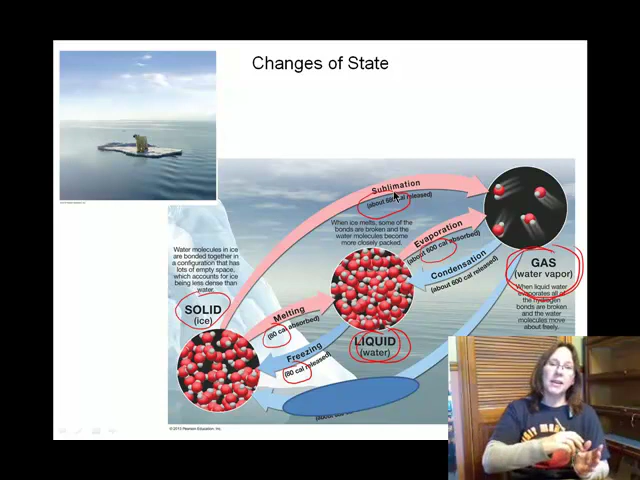 Changes of State
Sublimation
(about 680 cal released)
When ice melts, some of the
bonds are broken and the
water molecules become
more closely packed.
Evaporation
(about 600 cal absorbed)
Condensation
(about 600 cal released)
Water molecules in ice
are bonded together in
a configuration that has
lots of empty space,
which accounts for ice
being less dense than
water.
SOLID
(ice)
Melting
(80 cal absorbed)
Freezing
(80 cal released)
LIQUID
(water)
GAS
(water vapor)
When liquid water
evaporates all of
the hydrogen
bonds are broken
and the water
molecules move
about freely.
© 2013 Pearson Education, Inc.